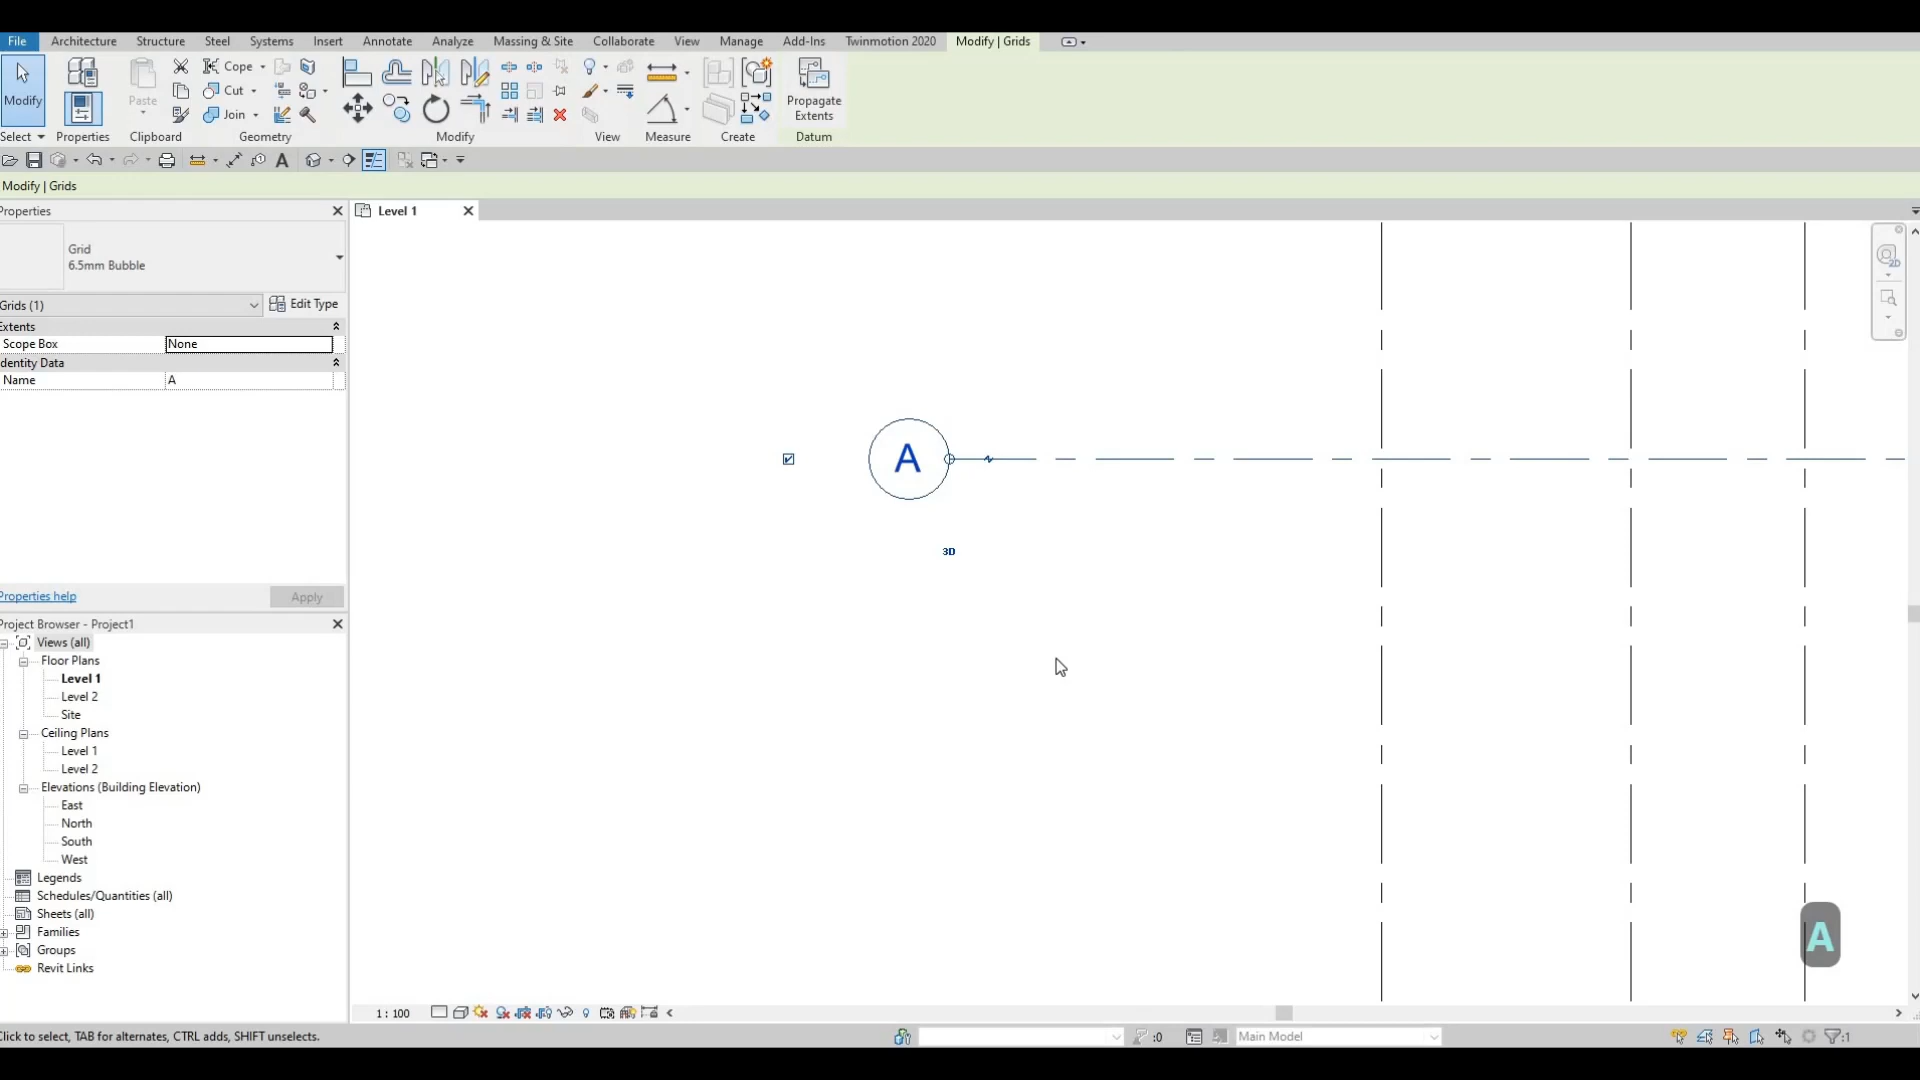 File Architecture Structure Steel Systems Insert Annotate Analyze Massing & Site Collaborate View Manage Add-Ins Twinmotion 2020 Modify | Grids
Modify Paste Cope Cut Join Propagate Extents
Select Properties Clipboard Geometry Modify View Measure Create Datum
A
Modify | Grids
Properties
Level 1
Grid
6.5mm Bubble
Grids (1) Edit Type
Extents
Scope Box None
dentity Data
Name A
A
3D
Properties help Apply
Project Browser - Project1
Views (all)
Floor Plans
Level 1
Level 2
Site
Ceiling Plans
Level 1
Level 2
Elevations (Building Elevation)
East
North
South
West
Legends
Schedules/Quantities (all)
Sheets (all)
Families
Groups
Revit Links
A
1 : 100
Click to select, TAB for alternates, CTRL adds, SHIFT unselects. :0 Main Model :1